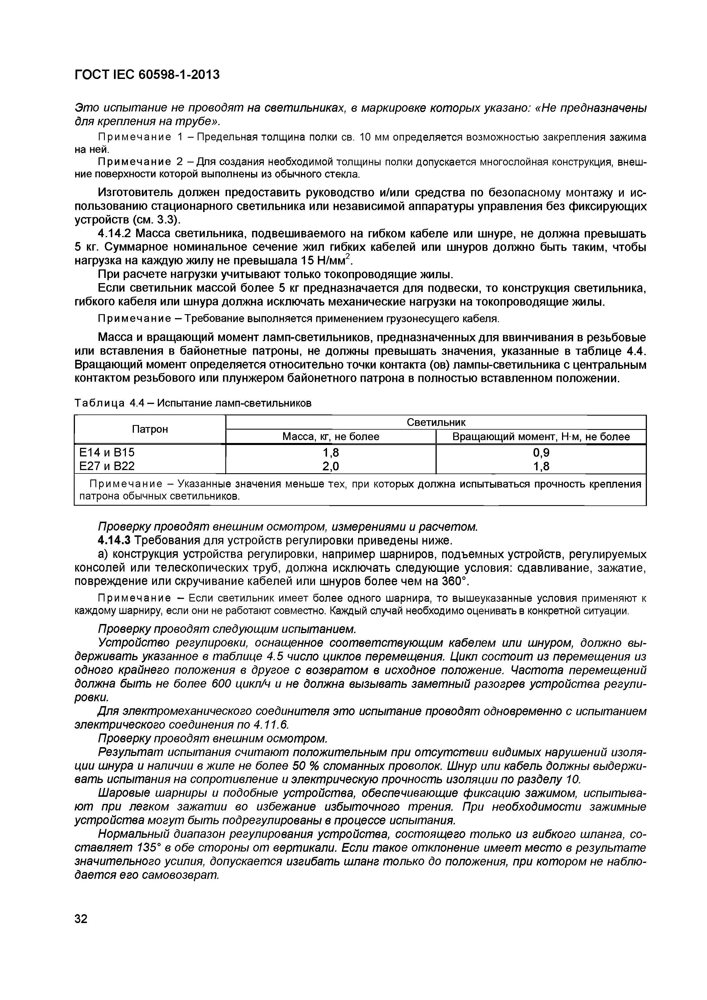 ГОСТ IEC 60598-1-2013
Это испытание не проводят на светильниках, в маркировке которых указано: «Не предназначены
для крепления на трубе».
Примечание 1 – Предельная толщина полки св. 10 мм определяется возможностью закрепления зажима
на ней.
Примечание 2 – Для создания необходимой толщины полки допускается многослойная конструкция, внеш-
ние поверхности которой выполнены из обычного стекла.
Изготовитель должен предоставить руководство и/или средства по безопасному монтажу и ис-
пользованию стационарного светильника или независимой аппаратуры управления без фиксирующих
устройств (см. 3.3).
4.14.2 Масса светильника, подвешиваемого на гибком кабеле или шнуре, не должна превышать
5 кг. Суммарное номинальное сечение жил гибких кабелей или шнуров должно быть таким, чтобы
нагрузка на каждую жилу не превышала 15 Н/мм².
При расчете нагрузки учитывают только токопроводящие жилы.
Если светильник массой более 5 кг предназначается для подвески, то конструкция светильника,
гибкого кабеля или шнура должна исключать механические нагрузки на токопроводящие жилы.
Примечание – Требование выполняется применением грузонесущего кабеля.
Масса и вращающий момент ламп-светильников, предназначенных для ввинчивания в резьбовые
или вставления в байонетные патроны, не должны превышать значения, указанные в таблице 4.4.
Вращающий момент определяется относительно точки контакта (ов) лампы-светильника с центральным
контактом резьбового или плунжером байонетного патрона в полностью вставленном положении.
Таблица 4.4 – Испытание ламп-светильников
Патрон
Светильник
Масса, кг, не более
Вращающий момент, Н·м, не более
Е14 и В15 1,8 0,9
Е27 и В22 2,0 1,8
Примечание – Указанные значения меньше тех, при которых должна испытываться прочность крепления
патрона обычных светильников.
Проверку проводят внешним осмотром, измерениями и расчетом.
4.14.3 Требования для устройств регулировки приведены ниже.
а) конструкция устройства регулировки, например шарниров, подъемных устройств, регулируемых
консолей или телескопических труб, должна исключать следующие условия: сдавливание, зажатие,
повреждение или скручивание кабелей или шнуров более чем на 360°.
Примечание – Если светильник имеет более одного шарнира, то вышеуказанные условия применяют к
каждому шарниру, если они не работают совместно. Каждый случай необходимо оценивать в конкретной ситуации.
Проверку проводят следующим испытанием.
Устройство регулировки, оснащенное соответствующим кабелем или шнуром, должно вы-
держивать указанное в таблице 4.5 число циклов перемещения. Цикл состоит из перемещения из
одного крайнего положения в другое с возвратом в исходное положение. Частота перемещений
должна быть не более 600 цикл/ч и не должна вызывать заметный разогрев устройства регули-
ровки.
Для электромеханического соединителя это испытание проводят одновременно с испытанием
электрического соединения по 4.11.6.
Проверку проводят внешним осмотром.
Результат испытания считают положительным при отсутствии видимых нарушений изоля-
ции шнура и наличии в жиле не более 50 % сломанных проволок. Шнур или кабель должны выдержи-
вать испытания на сопротивление и электрическую прочность изоляции по разделу 10.
Шаровые шарниры и подобные устройства, обеспечивающие фиксацию зажимом, испытыва-
ют при легком зажатии во избежание избыточного трения. При необходимости зажимные
устройства могут быть подрегулированы в процессе испытания.
Нормальный диапазон регулирования устройства, состоящего только из гибкого шланга, со-
ставляет 135° в обе стороны от вертикали. Если такое отклонение имеет место в результате
значительного усилия, допускается изгибать шланг только до положения, при котором не наблю-
дается его самовозврат.
32